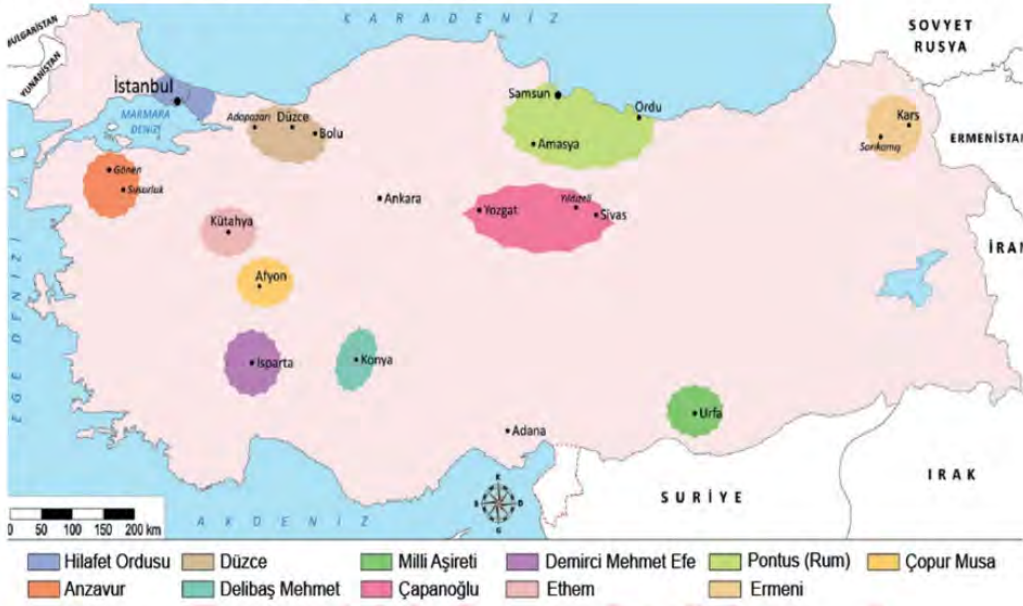 KARADENİZ
BULGARİSTAN
SOVYET
RUSYA
YUNANİSTAN
İstanbul
Samsun
Ordu
Kars
MARMARA
DENİZİ
Adapazarı
Düzce
Bolu
Amasya
Sarıkamış
ERMENİSTAN
Gönen
Susurluk
Ankara
Yozgat
Yıldızeli
Sivas
Kütahya
İRAN
Afyon
EGE DENİZİ
Isparta
Konya
Urfa
Adana
SURİYE
IRAK
K
B D
G
0 50 100 150 200 km
AKDENİZ
Hilafet Ordusu Düzce Milli Aşireti Demirci Mehmet Efe Pontus (Rum) Çopur Musa
Anzavur Delibaş Mehmet Çapanoğlu Ethem Ermeni